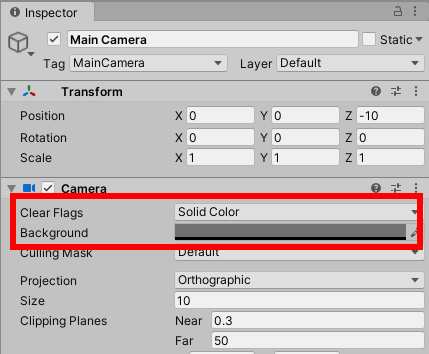 Inspector
Main Camera Static
Tag MainCamera Layer Default
Transform
Position X 0 Y 0 Z -10
Rotation X 0 Y 0 Z 0
Scale X 1 Y 1 Z 1
Camera
Clear Flags Solid Color
Background
Culling Mask Default
Projection Orthographic
Size 10
Clipping Planes Near 0.3
Far 50